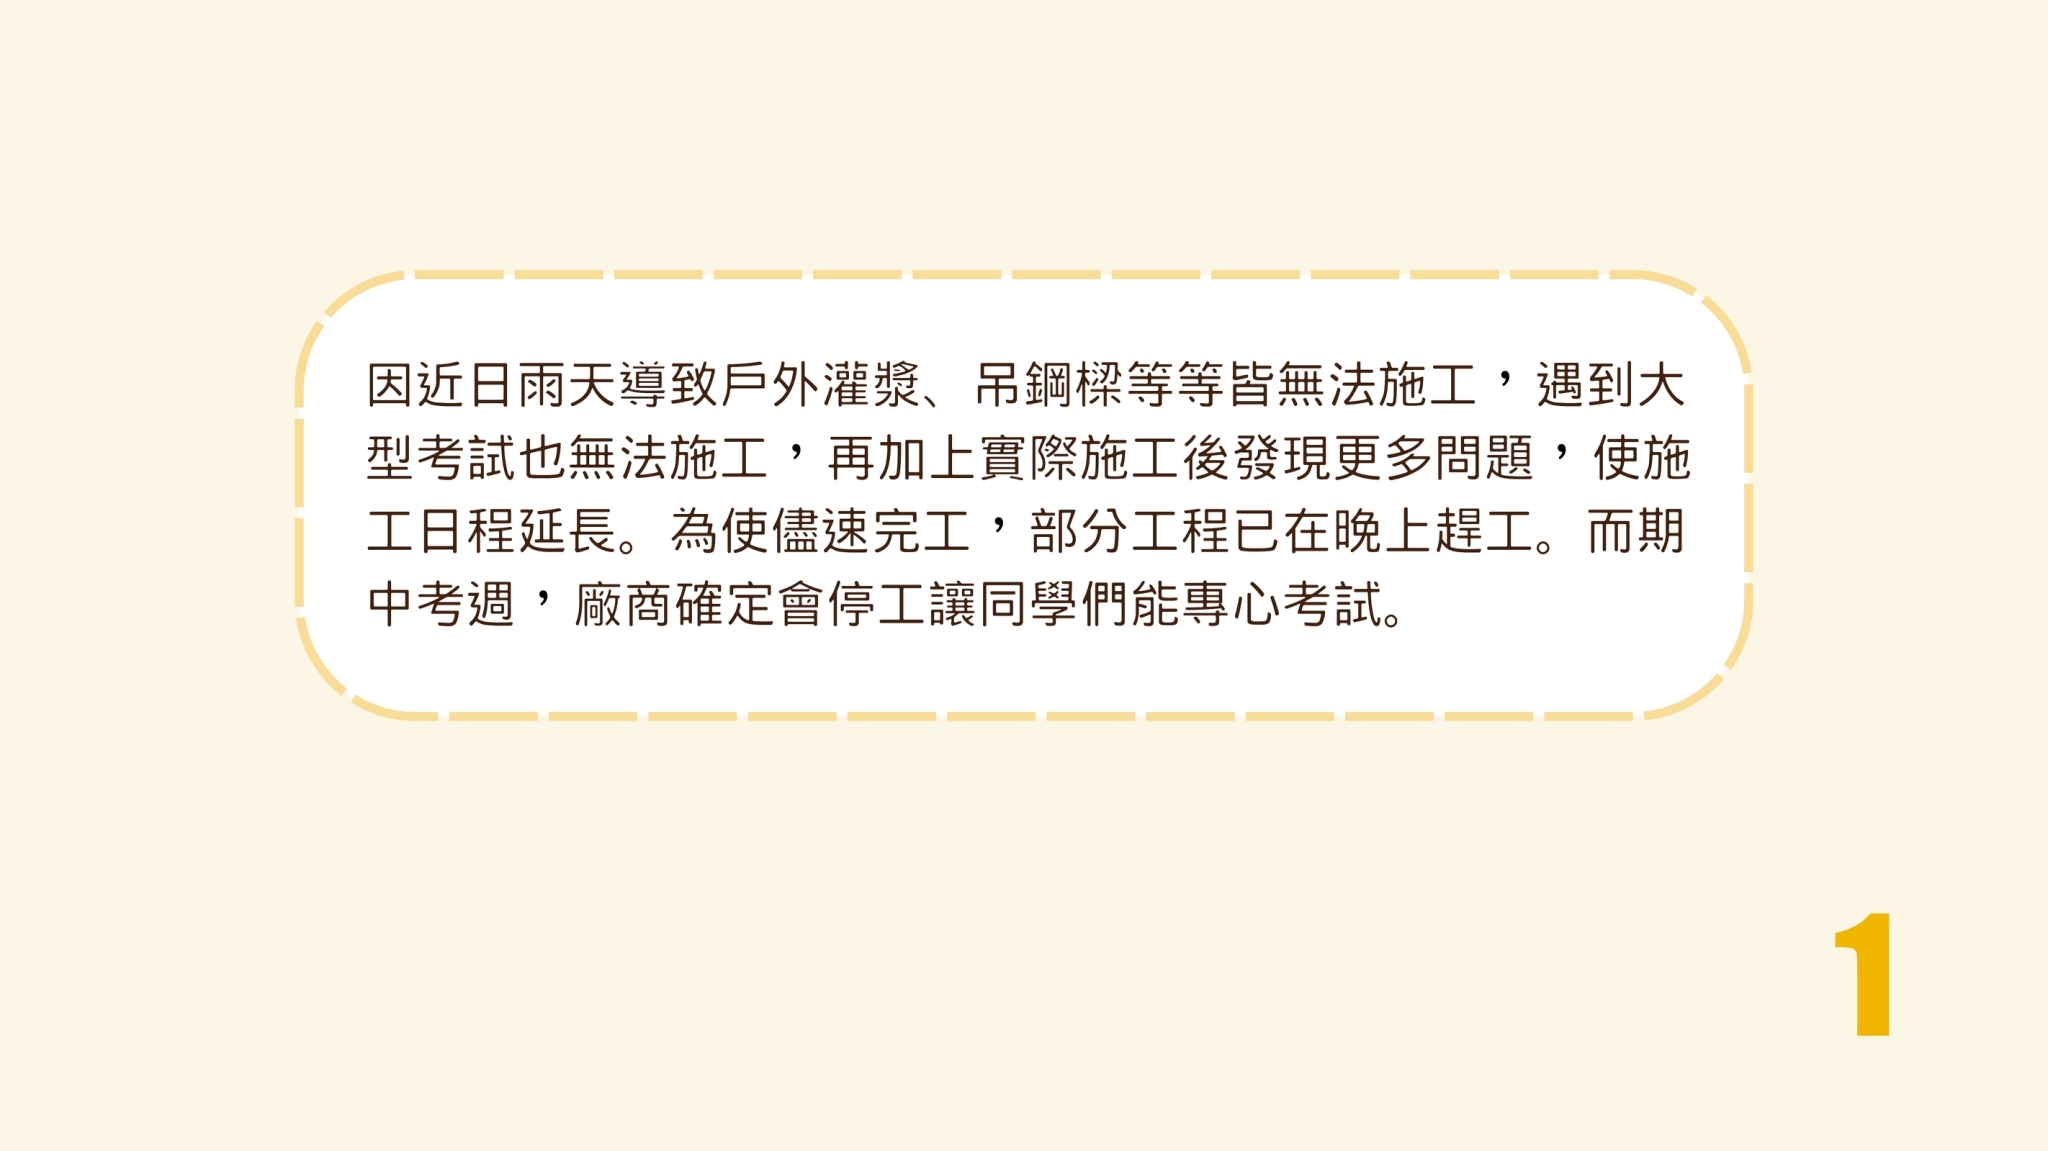 因近日雨天導致戶外灌漿、吊鋼樑等等皆無法施工，遇到大
型考試也無法施工，再加上實際施工後發現更多問題，使施
工日程延長。為使儘速完工，部分工程已在晚上趕工。而期
中考週，廠商確定會停工讓同學們能專心考試。
1